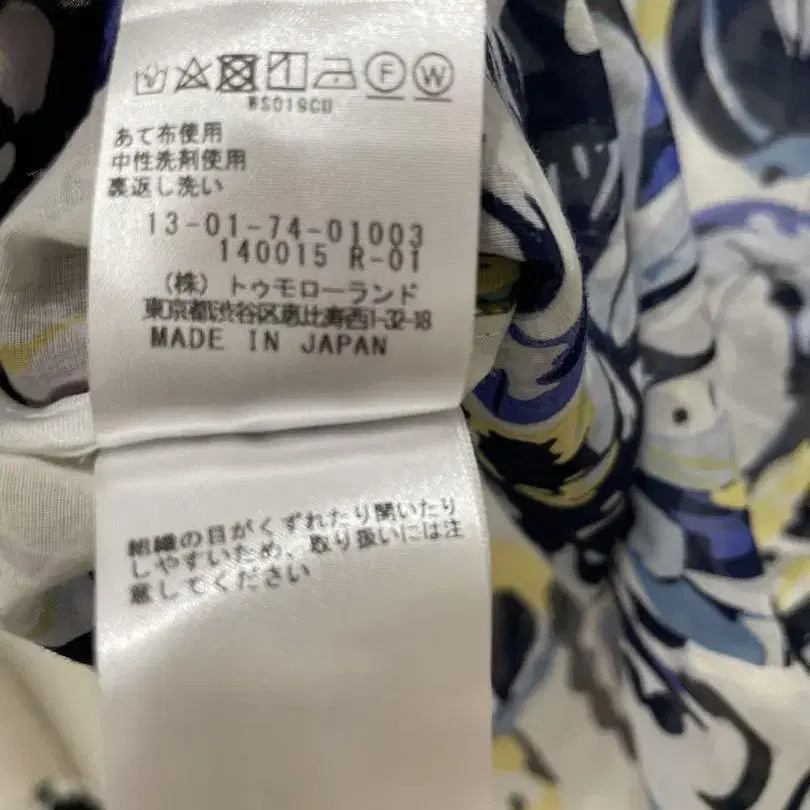 F W
WS019CU
あて布使用
中性洗剤使用
裏返し洗い
13-01-74-01003
140015 R-01
(株) トゥモローランド
東京都渋谷区恵比寿西1-32-18
MADE IN JAPAN
組織の目がくずれたり開いたり
しやすいため、取り扱いには注
意してください